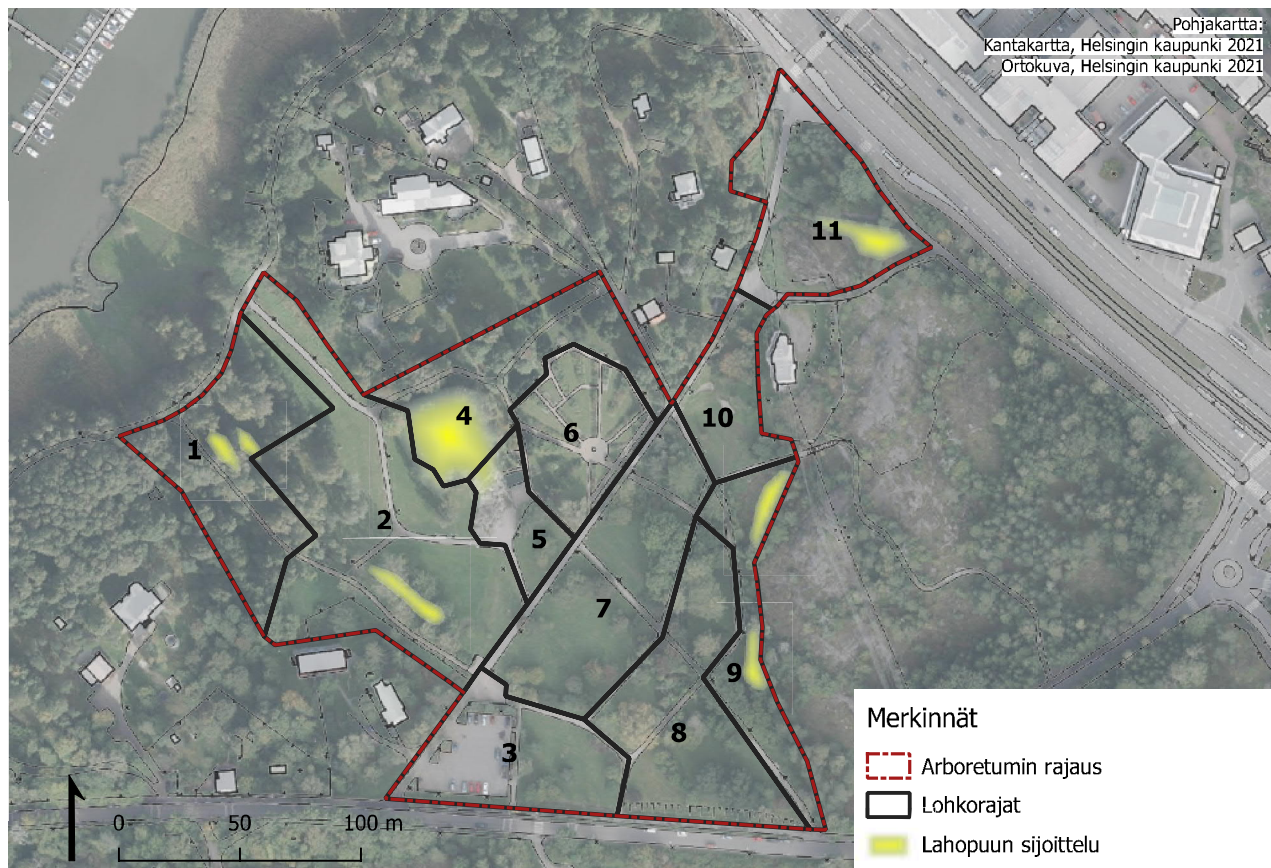 Pohjakartta:
Kantakartta, Helsingin kaupunki 2021
Ortokuva, Helsingin kaupunki 2021
11
4
10
6
1
2
5
7
9
8
3
Merkinnät
Arboretumin rajaus
Lohkorajat
Lahopuun sijoittelu
0 50 100 m